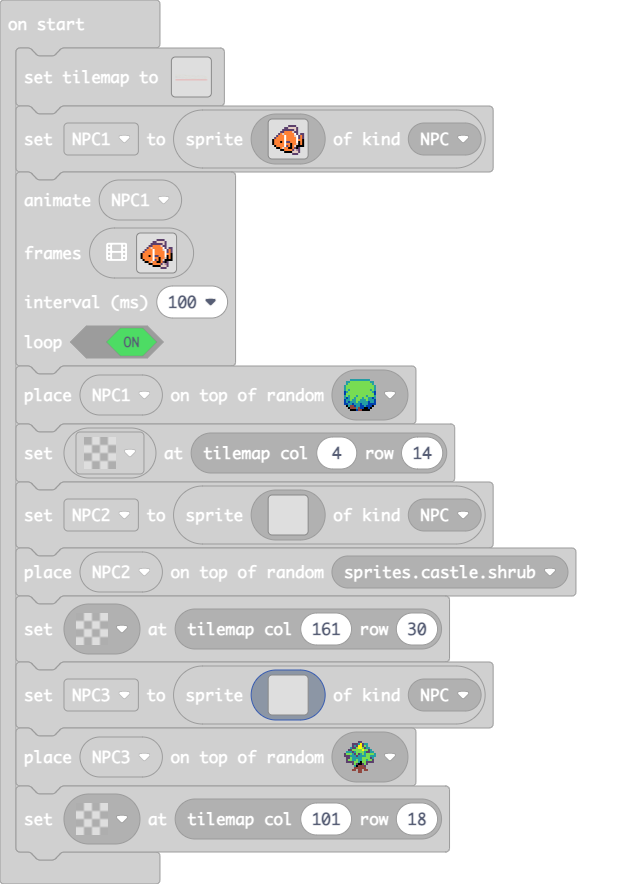 on start
set tilemap to
set NPC1 to sprite of kind NPC
animate NPC1
frames
interval (ms) 100
loop ON
place NPC1 on top of random
set at tilemap col 4 row 14
set NPC2 to sprite of kind NPC
place NPC2 on top of random sprites.castle.shrub
set at tilemap col 161 row 30
set NPC3 to sprite of kind NPC
place NPC3 on top of random
set at tilemap col 101 row 18